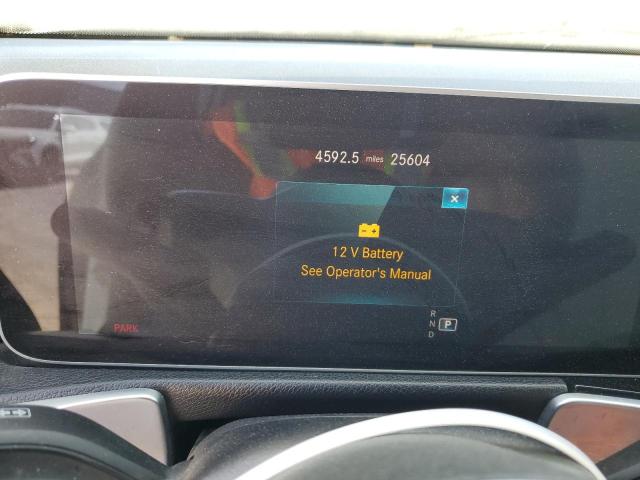 4592.5 miles 25604
12 V Battery
See Operator's Manual
R
N P
D
PARK